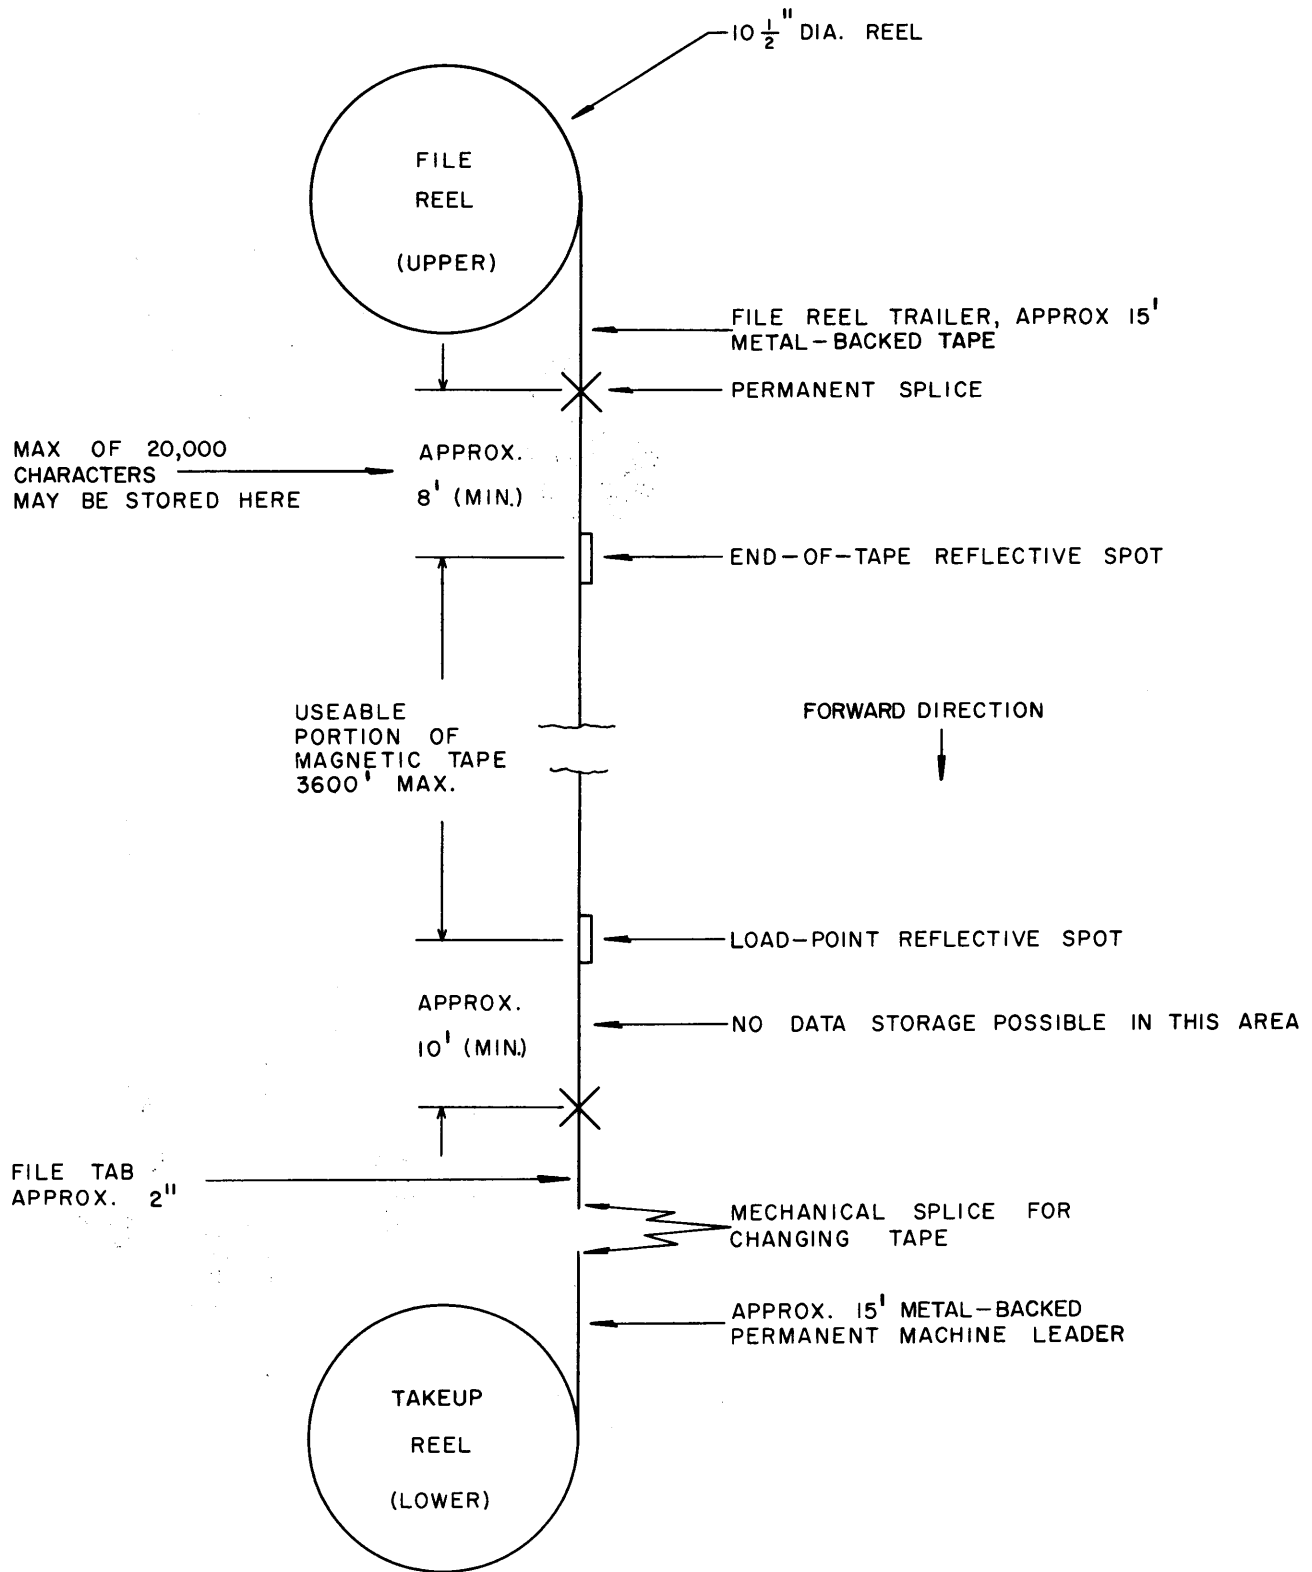 10 1/2" DIA. REEL
FILE
REEL
(UPPER)
FILE REEL TRAILER, APPROX 15'
METAL-BACKED TAPE
PERMANENT SPLICE
MAX OF 20,000
CHARACTERS
MAY BE STORED HERE
APPROX.
8' (MIN.)
END-OF-TAPE REFLECTIVE SPOT
USEABLE
PORTION OF
MAGNETIC TAPE
3600' MAX.
FORWARD DIRECTION
LOAD-POINT REFLECTIVE SPOT
APPROX.
10' (MIN.)
NO DATA STORAGE POSSIBLE IN THIS AREA
FILE TAB
APPROX. 2"
MECHANICAL SPLICE FOR
CHANGING TAPE
APPROX. 15' METAL-BACKED
PERMANENT MACHINE LEADER
TAKEUP
REEL
(LOWER)